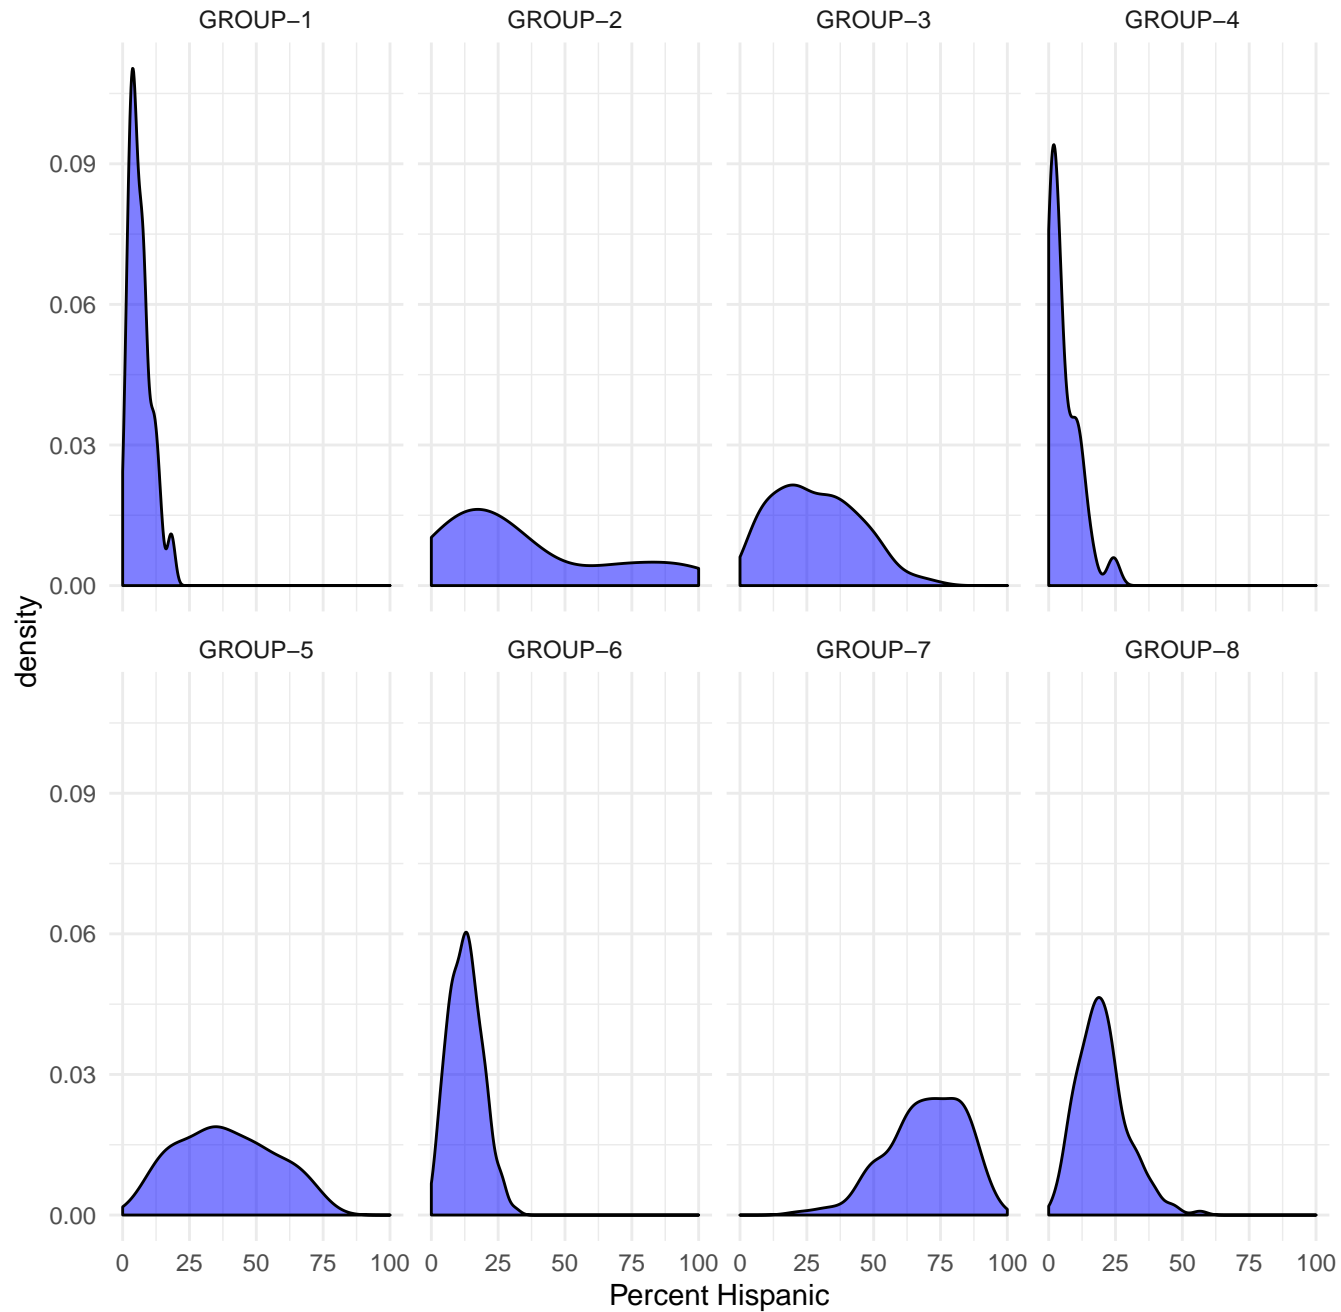 GROUP–1 GROUP–2 GROUP–3 GROUP–4
0.09
0.06
0.03
0.00
density
GROUP–5 GROUP–6 GROUP–7 GROUP–8
0.09
0.06
0.03
0.00
0 25 50 75 100 0 25 50 75 100 0 25 50 75 100 0 25 50 75 100
Percent Hispanic